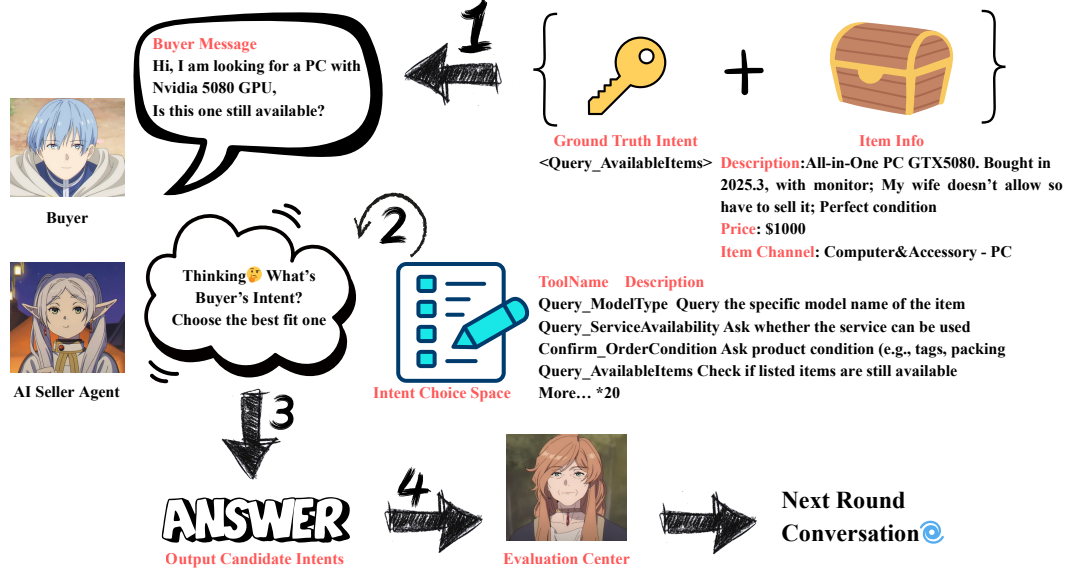 1
Buyer Message
Hi, I am looking for a PC with
Nvidia 5080 GPU,
Is this one still available?
Buyer
Ground Truth Intent
<Query_AvailableItems>
Item Info
Description:All-in-One PC GTX5080. Bought in
2025.3, with monitor; My wife doesn't allow so
have to sell it; Perfect condition
Price: $1000
Item Channel: Computer&Accessory - PC
2
Thinking🤔 What's
Buyer's Intent?
Choose the best fit one
AI Seller Agent
Intent Choice Space
ToolName Description
Query_ModelType Query the specific model name of the item
Query_ServiceAvailability Ask whether the service can be used
Confirm_OrderCondition Ask product condition (e.g., tags, packing
Query_AvailableItems Check if listed items are still available
More… *20
3
ANSWER
Output Candidate Intents
4
Evaluation Center
Next Round
Conversation🌀